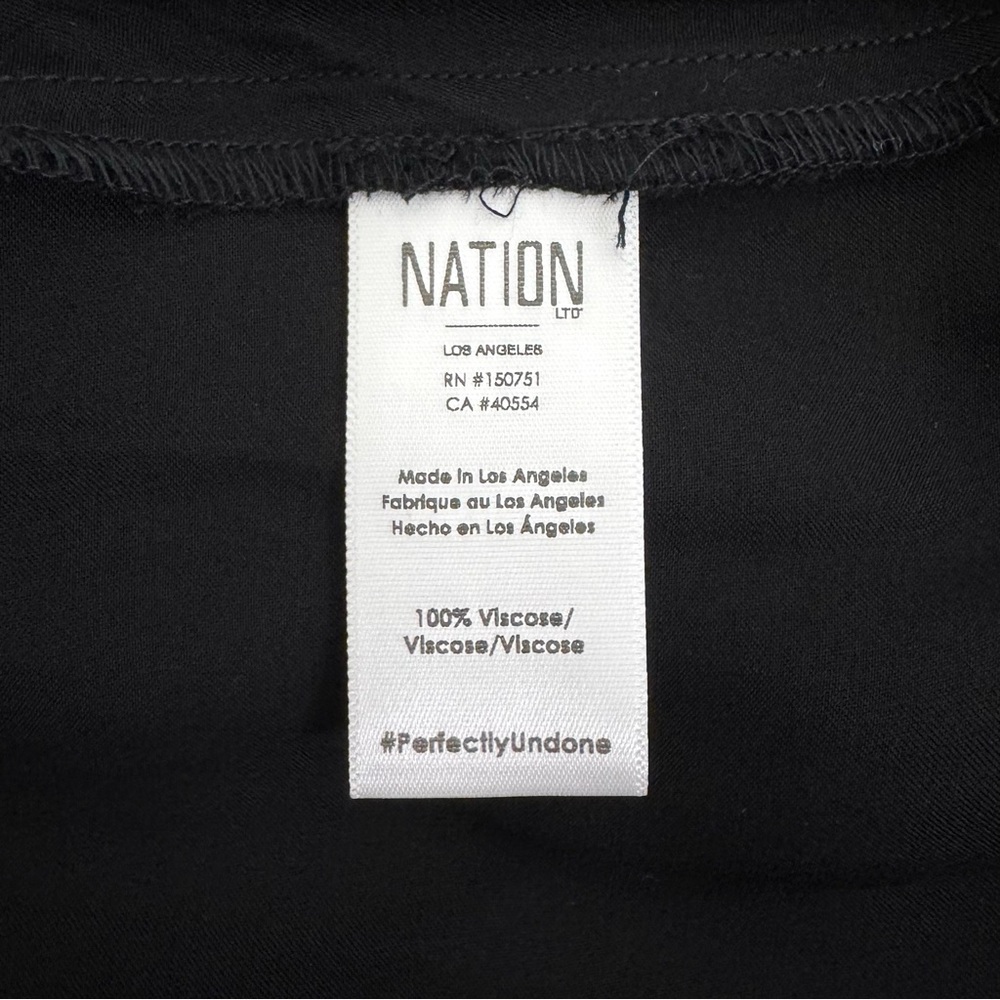 NATION
LTD
LOS ANGELES
RN #150751
CA #40554
Made in Los Angeles
Fabrique au Los Angeles
Hecho en Los Ángeles
100% Viscose/
Viscose/Viscose
#PerfectlyUndone